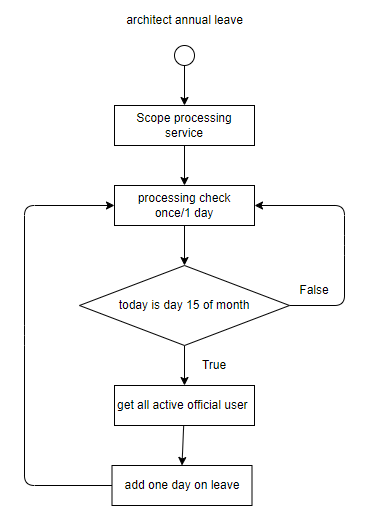 architect annual leave
Scope processing
service
processing check
once/1 day
today is day 15 of month
False
True
get all active official user
add one day on leave